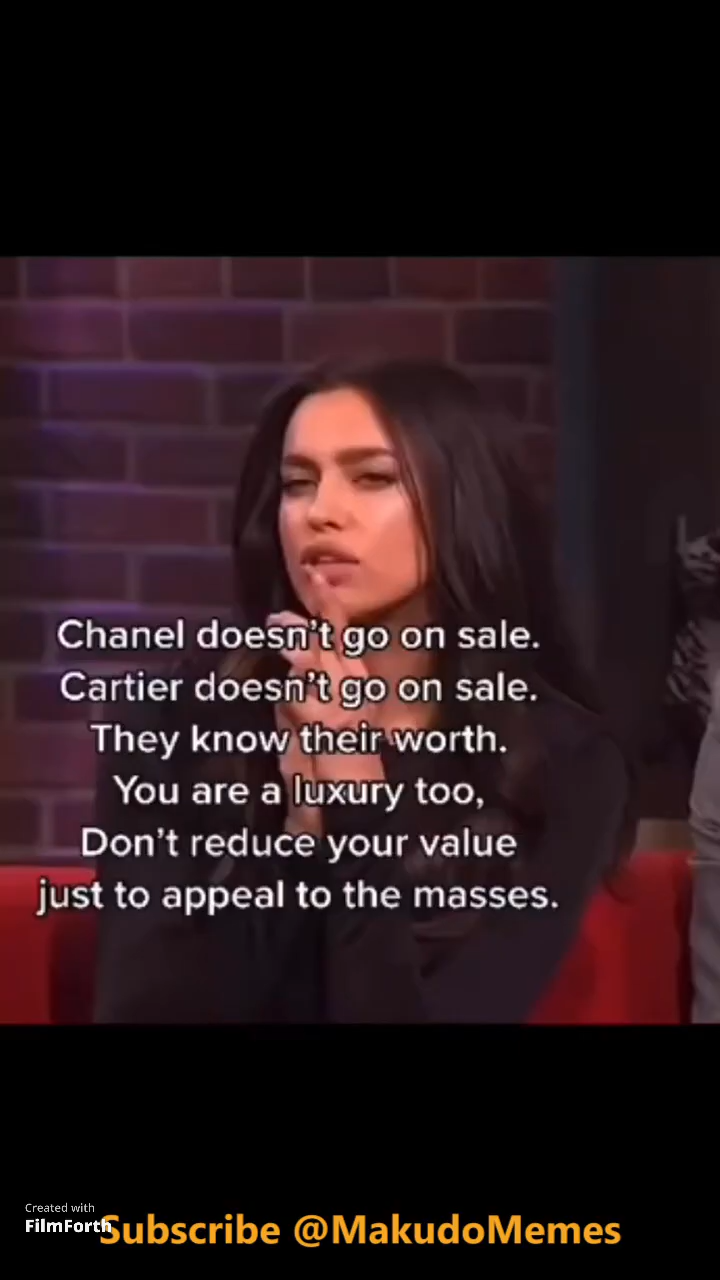 Chanel doesn't go on sale.
Cartier doesn't go on sale.
They know their worth.
You are a luxury too,
Don't reduce your value
just to appeal to the masses.
Created with
FilmForth
Subscribe @MakudoMemes